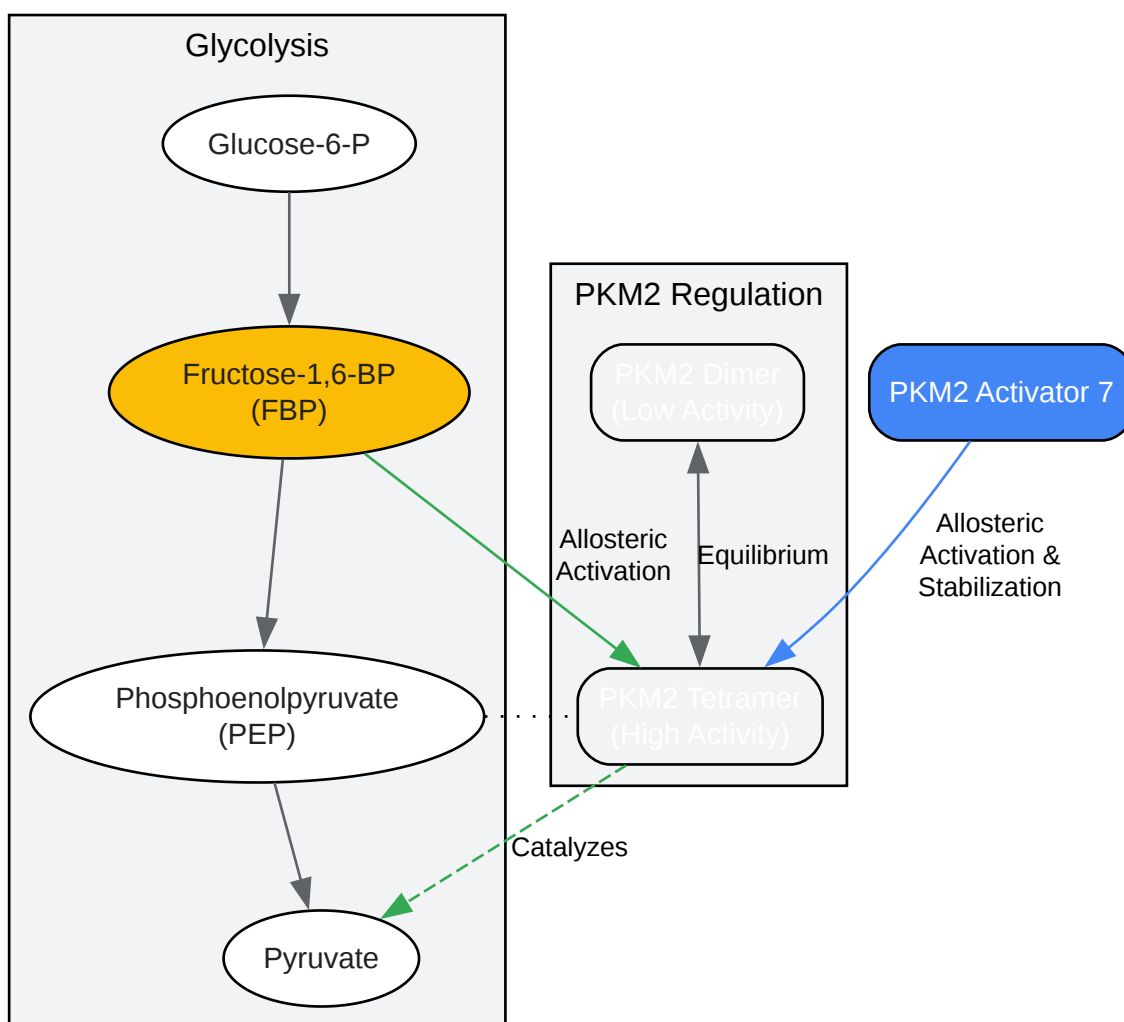 Glycolysis
Glucose-6-P
Fructose-1,6-BP
(FBP)
Phosphoenolpyruvate
(PEP)
Pyruvate
PKM2 Regulation
PKM2 Dimer
(Low Activity)
Allosteric
Activation
Equilibrium
PKM2 Tetramer
(High Activity)
Catalyzes
PKM2 Activator 7
Allosteric
Activation &
Stabilization